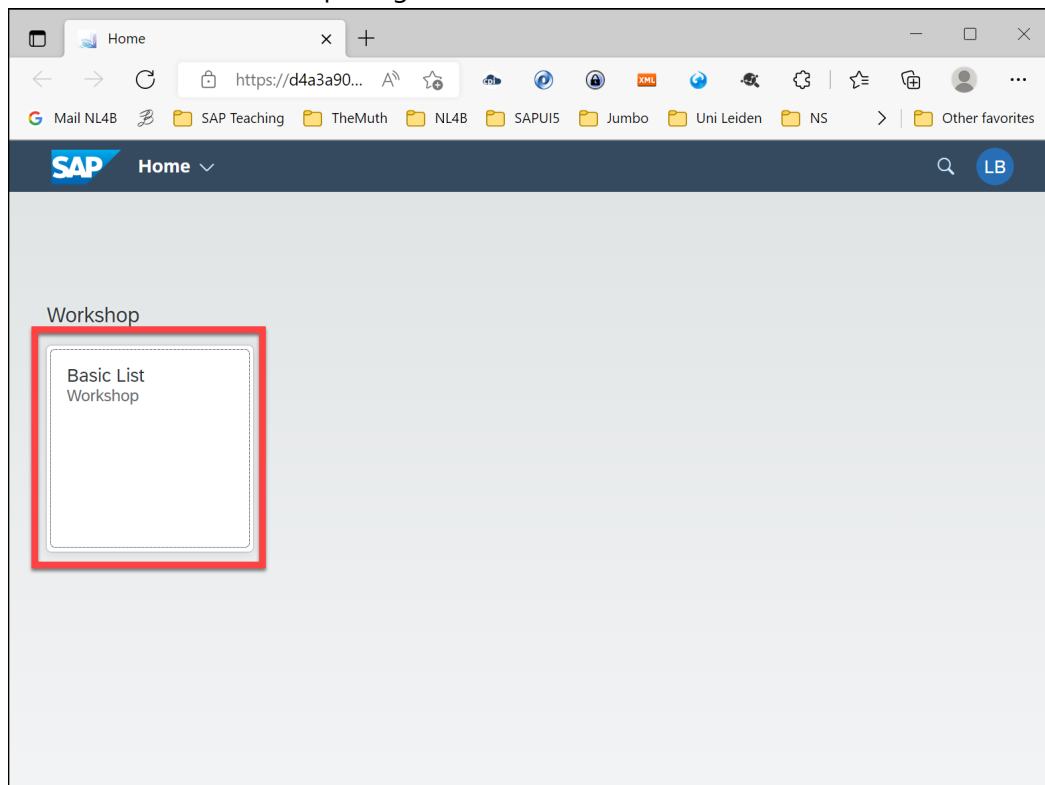 Home
https://d4a3a90...
Mail NL4B SAP Teaching TheMuth NL4B SAPUI5 Jumbo Uni Leiden NS Other favorites
SAP Home LB
Workshop
Basic List
Workshop